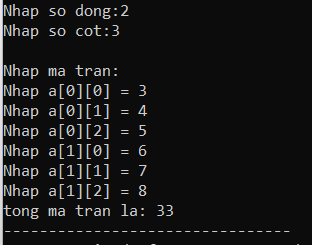 Nhap so dong:2
Nhap so cot:3
Nhap ma tran:
Nhap a[0][0] = 3
Nhap a[0][1] = 4
Nhap a[0][2] = 5
Nhap a[1][0] = 6
Nhap a[1][1] = 7
Nhap a[1][2] = 8
tong ma tran la: 33
--------------------------------